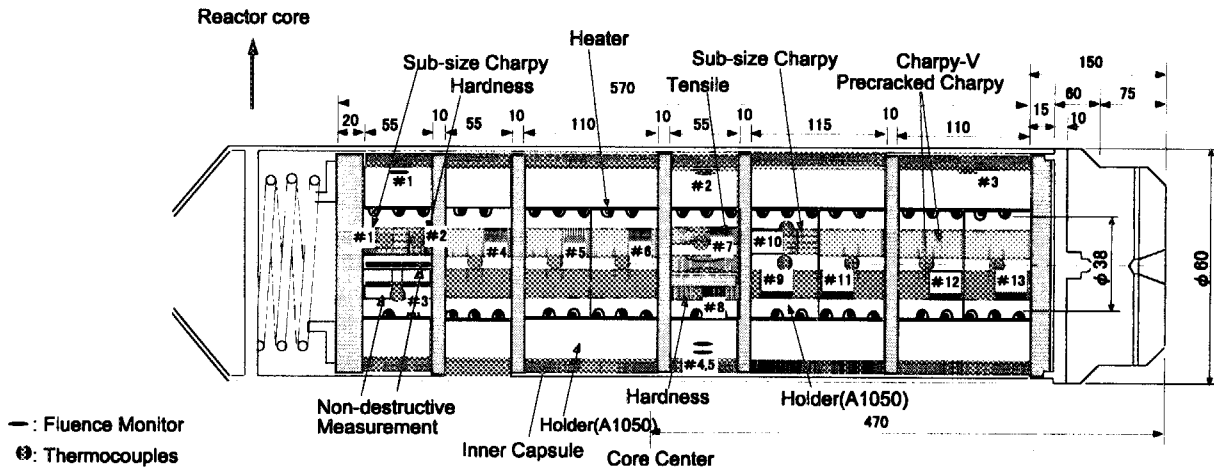 Reactor core
Heater
Sub-size Charpy
Hardness
570
Sub-size Charpy
Tensile
Charpy-V
Precracked Charpy
150
60
75
20
55
10
55
10
110
10
55
10
115
10
110
15
10
#1
#2
#3
#1
#2
#4
#5
#6
#7
#10
#3
#8
#9
#11
#12
#13
φ38
φ60
#4,5
Non-destructive
Measurement
Holder(A1050)
Inner Capsule
Hardness
Core Center
Holder(A1050)
470
: Fluence Monitor
: Thermocouples